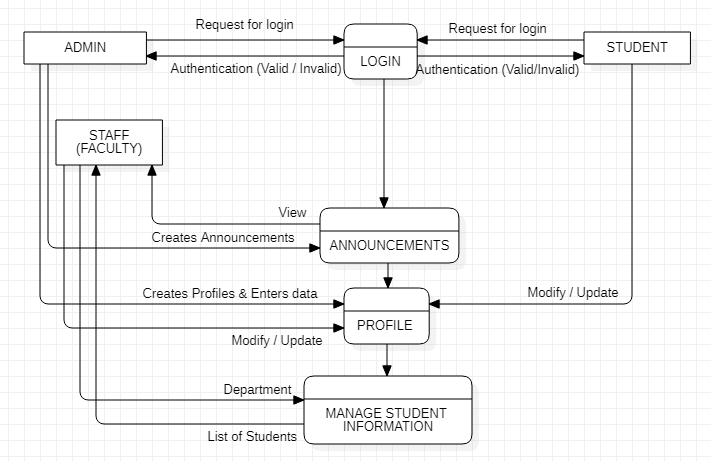 Request for login
Request for login
ADMIN
STUDENT
LOGIN
Authentication (Valid / Invalid)
Authentication (Valid/Invalid)
STAFF
(FACULTY)
View
Creates Announcements
ANNOUNCEMENTS
Creates Profiles & Enters data
Modify / Update
PROFILE
Modify / Update
Department
MANAGE STUDENT
INFORMATION
List of Students